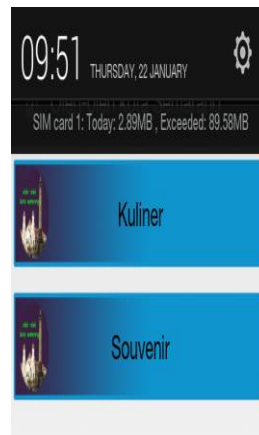 09:51 THURSDAY, 22 JANUARY
SIM card 1: Today: 2.89MB , Exceeded: 89.58MB
Kuliner
Souvenir